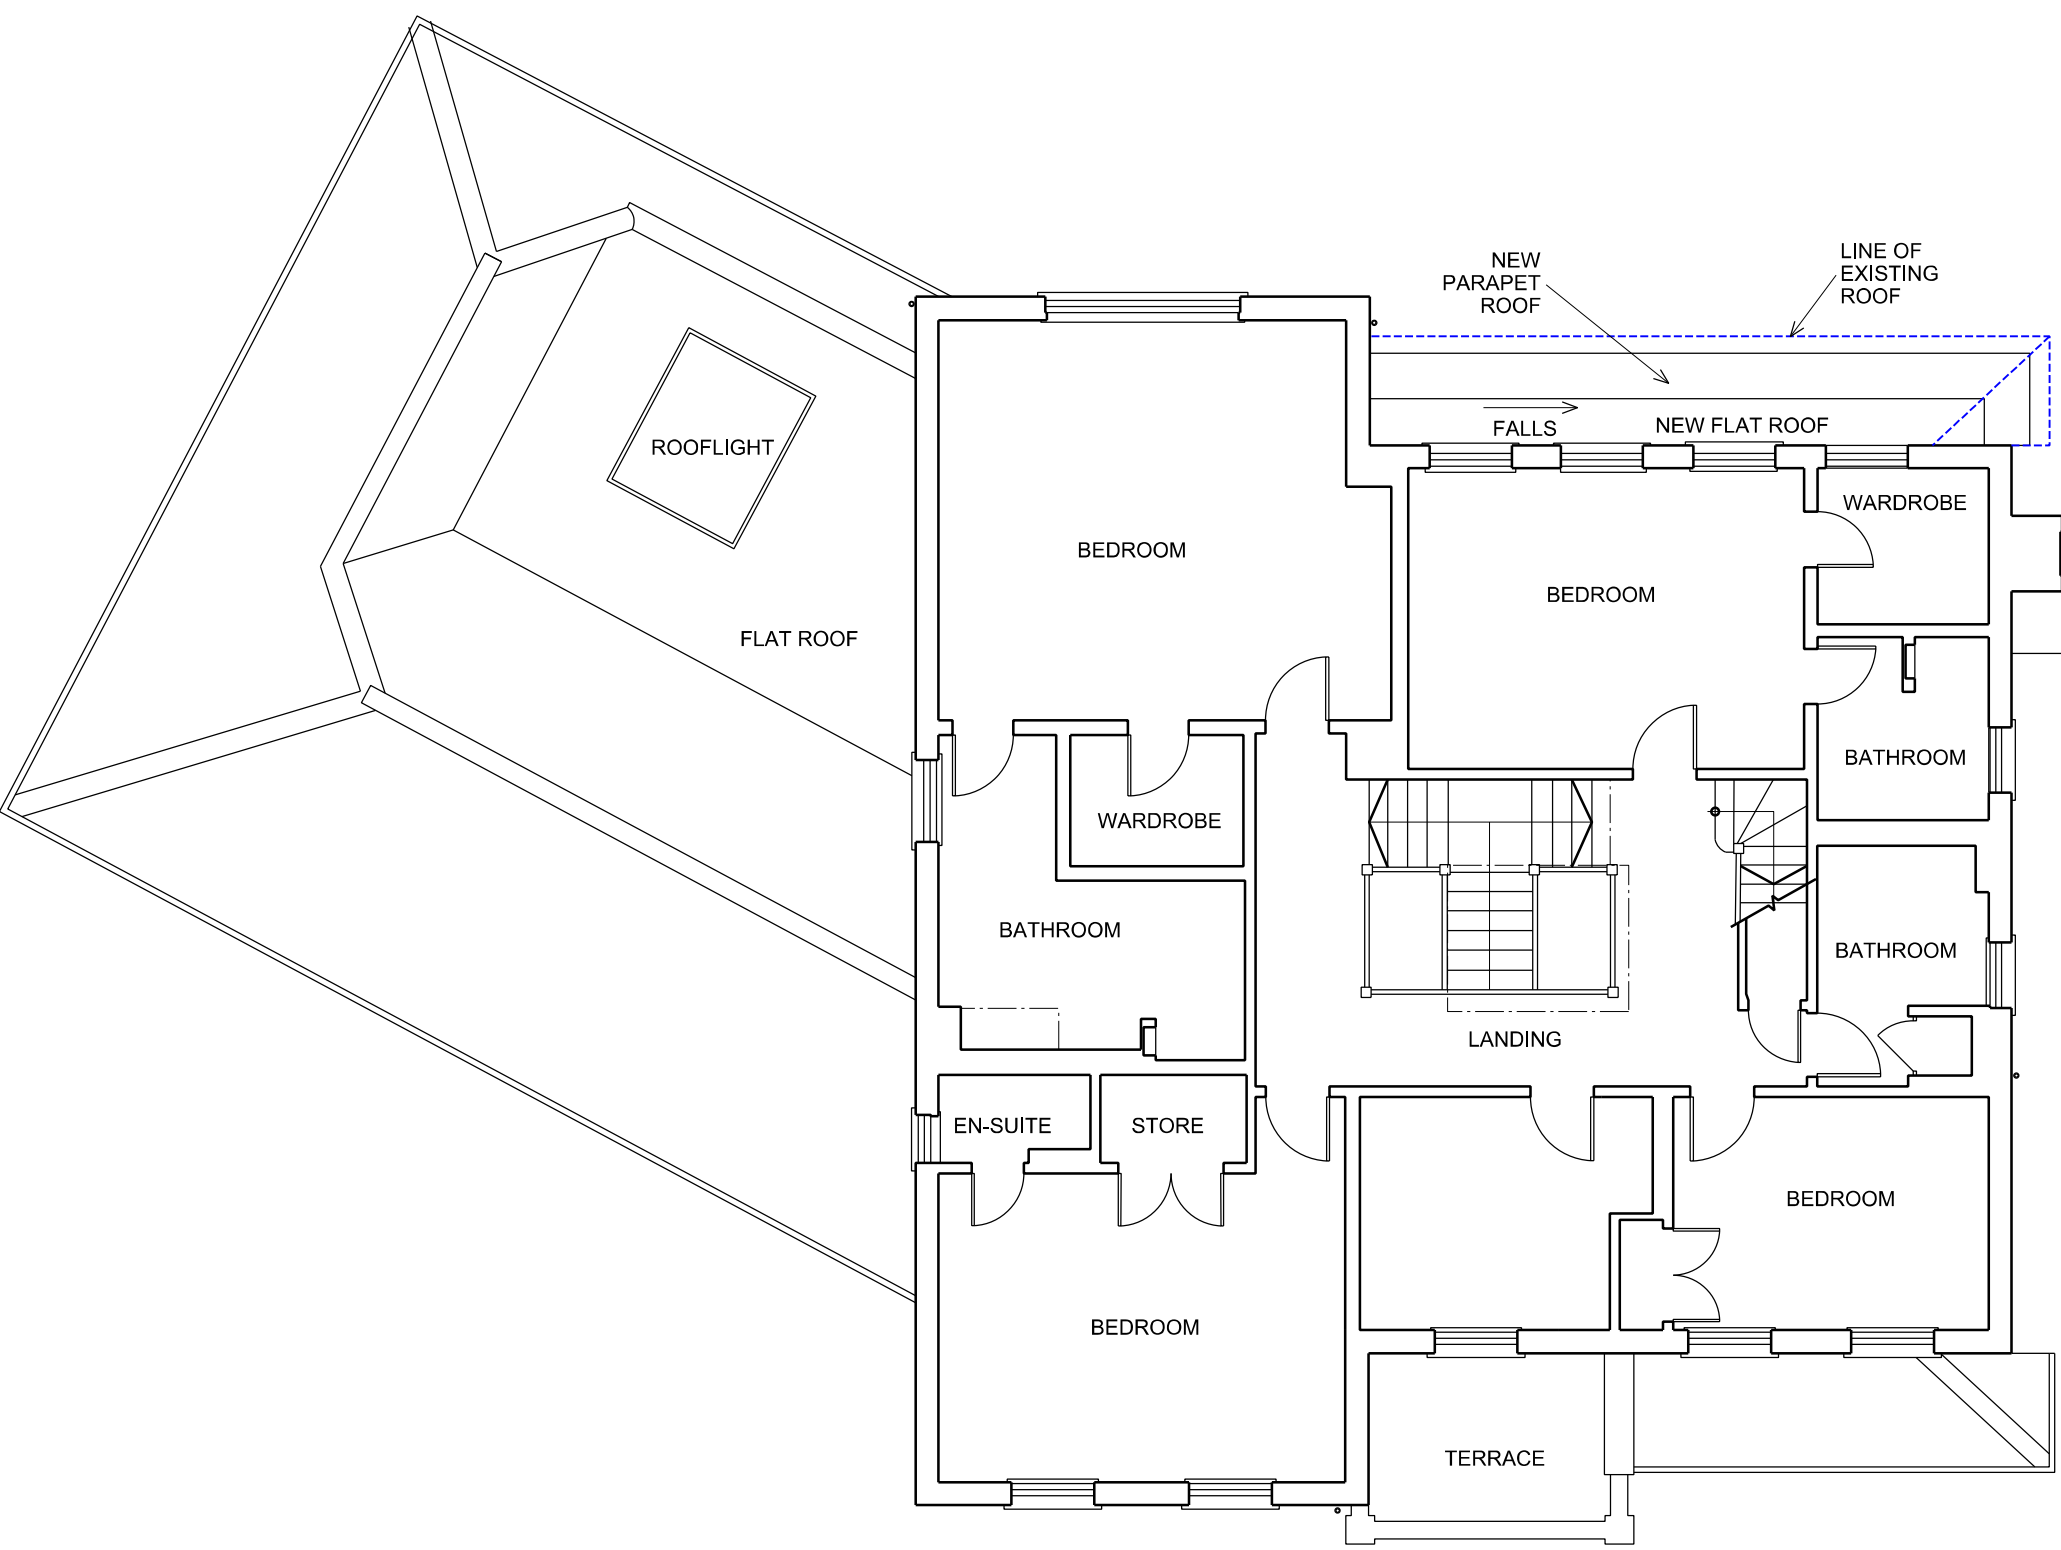 LINE OF
EXISTING
ROOF
NEW
PARAPET
ROOF
FALLS
NEW FLAT ROOF
ROOFLIGHT
WARDROBE
BEDROOM
BEDROOM
FLAT ROOF
BATHROOM
WARDROBE
BATHROOM
BATHROOM
LANDING
EN-SUITE
STORE
BEDROOM
BEDROOM
TERRACE